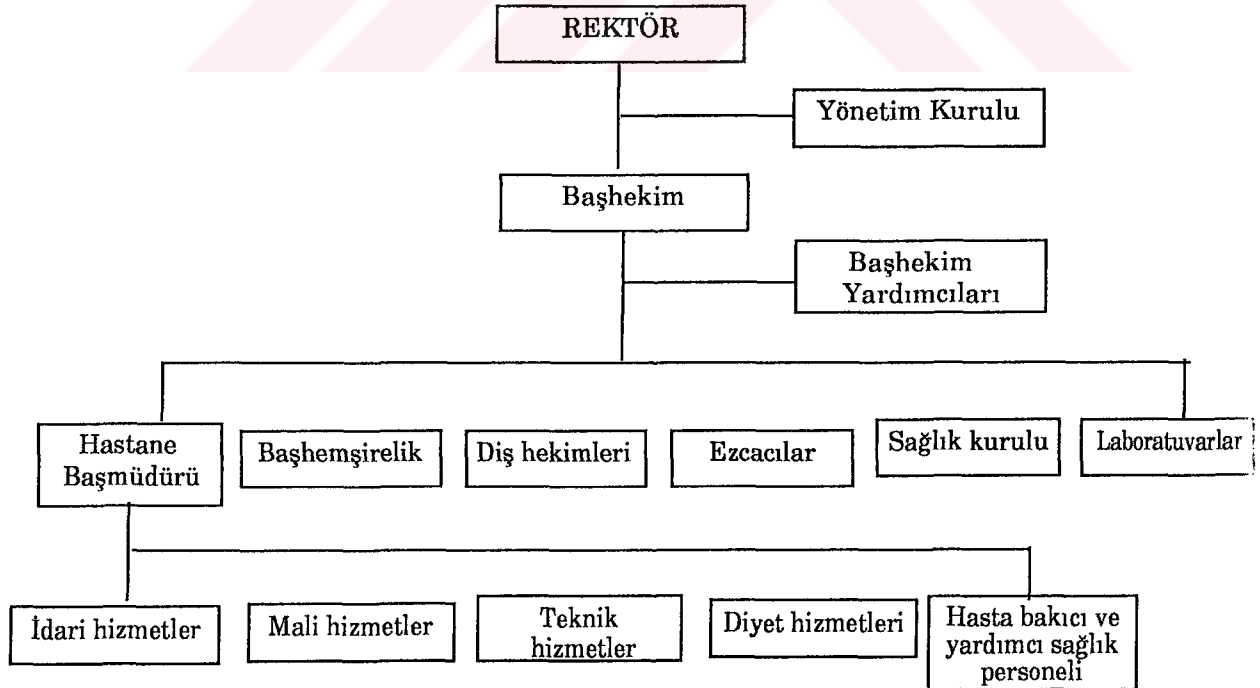 REKTÖR
Yönetim Kurulu
Başhekim
Başhekim
Yardımcıları
Hastane
Başmüdürü
Başhemşirelik
Diş hekimleri
Ezcacılar
Sağlık kurulu
Laboratuvarlar
İdari hizmetler
Mali hizmetler
Teknik
hizmetler
Diyet hizmetleri
Hasta bakıcı ve
yardımcı sağlık
personeli